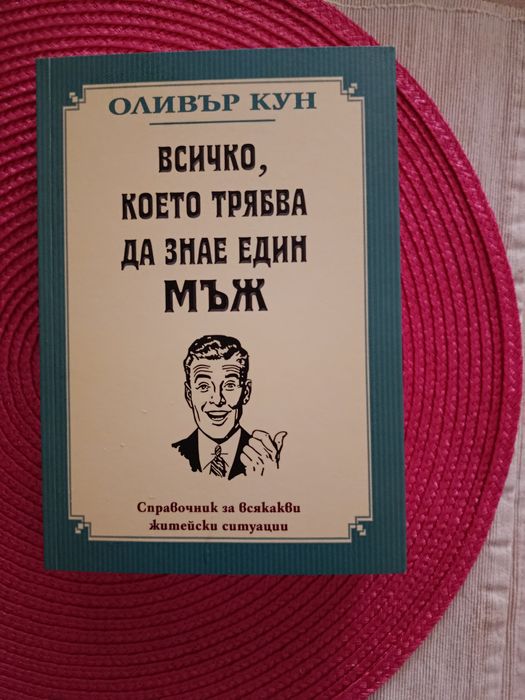 ОЛИВЪР КУН
ВСИЧКО,
КОЕТО ТРЯБВА
ДА ЗНАЕ ЕДИН
МЪЖ
Справочник за всякакви
житейски ситуации